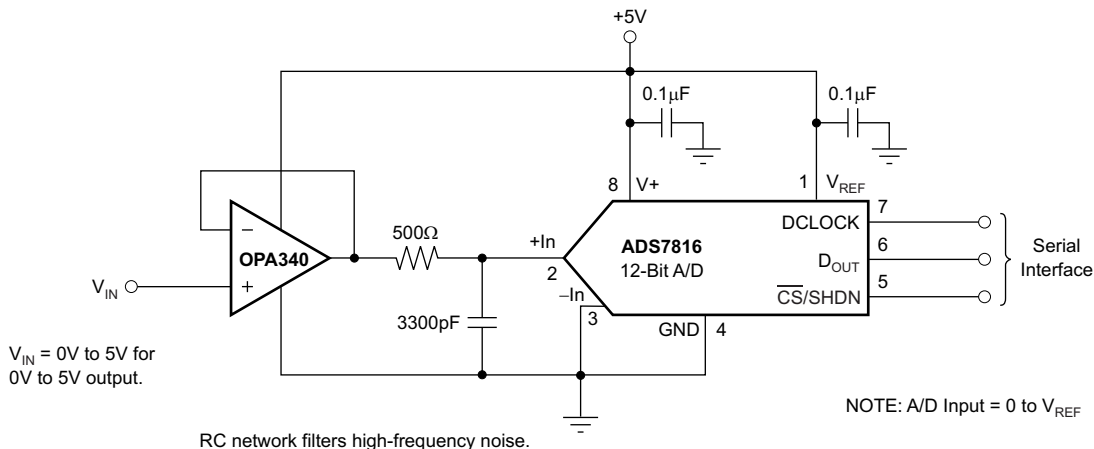 +5V
0.1µF
0.1µF
8
V+
1
VREF
7
DCLOCK
500Ω
+In
ADS7816
6
–
OPA340
2
12-Bit A/D
DOUT
Serial
Interface
5
VIN
+
–In
CS/SHDN
3300pF
3
GND
4
VIN = 0V to 5V for
0V to 5V output.
NOTE: A/D Input = 0 to VREF
RC network filters high-frequency noise.